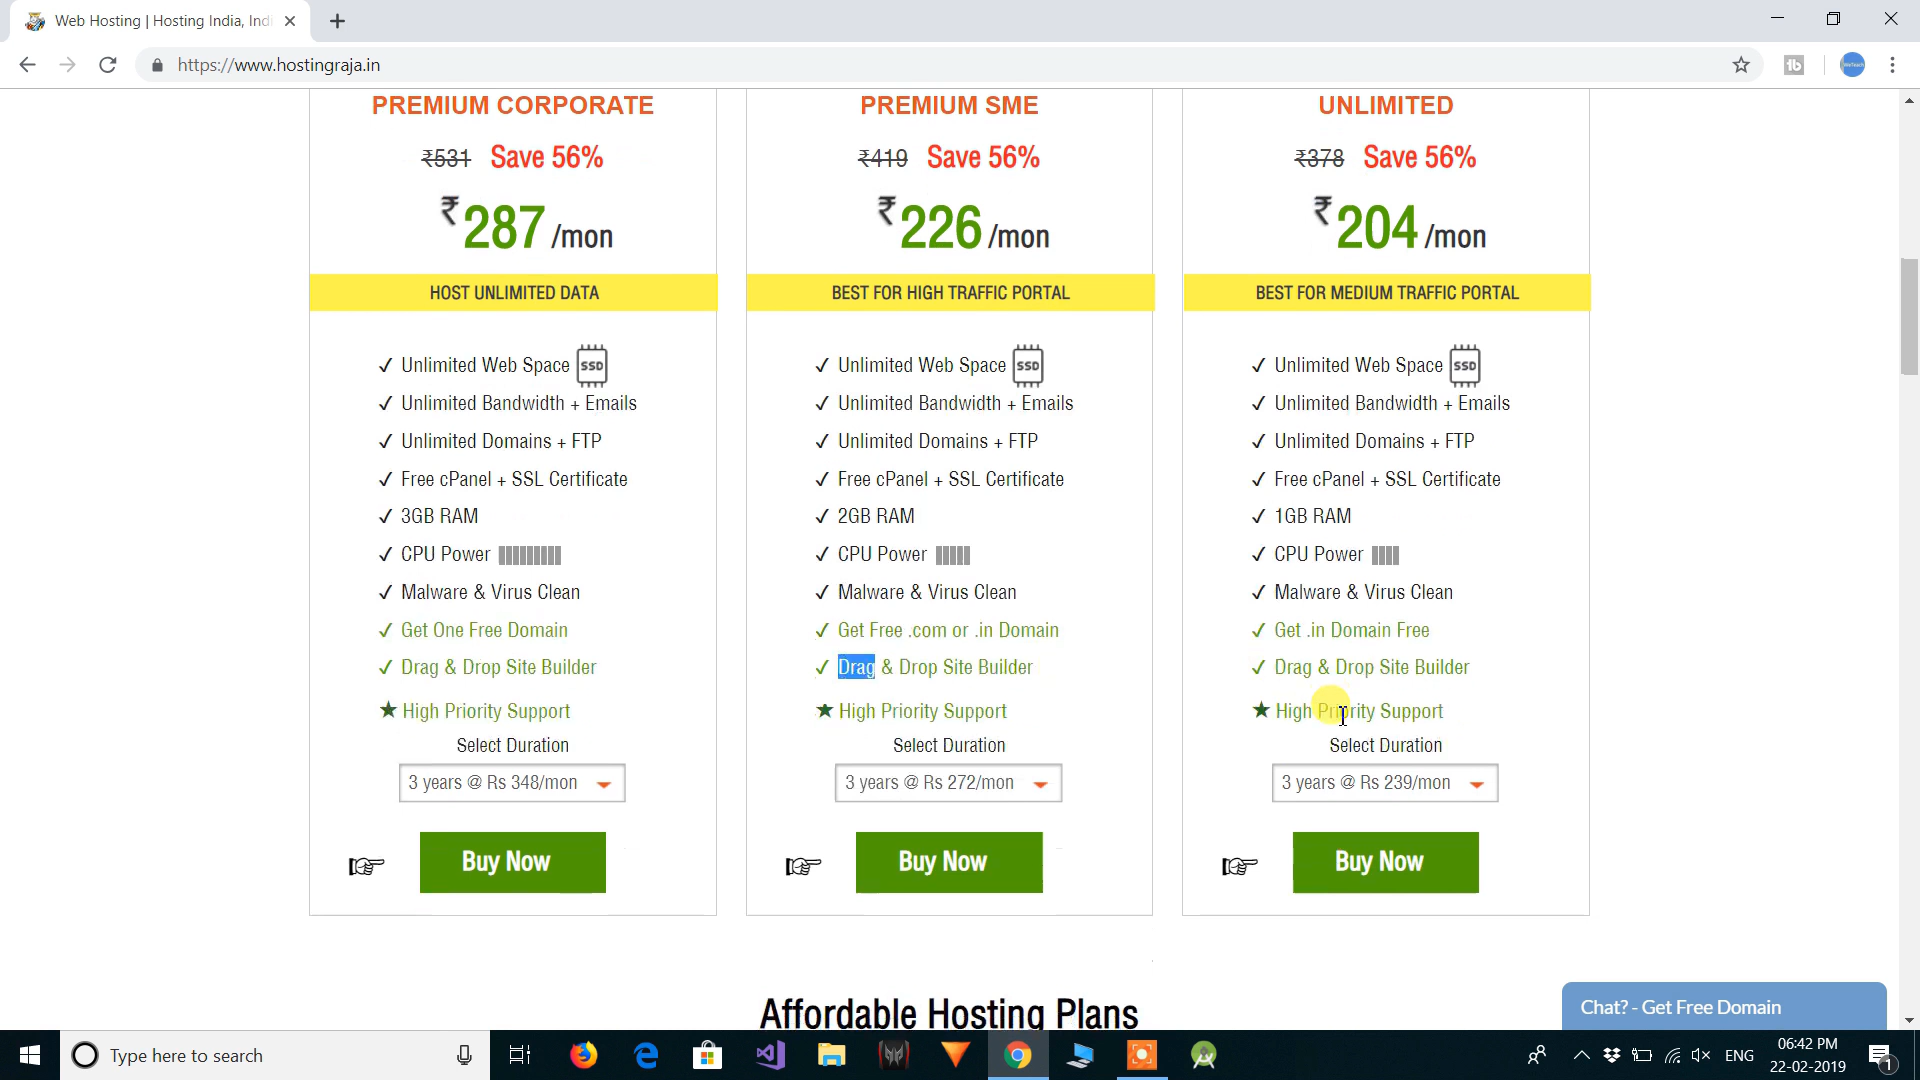 Web Hosting | Hosting India, Indi
https://www.hostingraja.in
PREMIUM CORPORATE
₹531 Save 56%
₹287 /mon
HOST UNLIMITED DATA
✓ Unlimited Web Space SSD
✓ Unlimited Bandwidth + Emails
✓ Unlimited Domains + FTP
✓ Free cPanel + SSL Certificate
✓ 3GB RAM
✓ CPU Power
✓ Malware & Virus Clean
✓ Get One Free Domain
✓ Drag & Drop Site Builder
★ High Priority Support
Select Duration
3 years @ Rs 348/mon
Buy Now
PREMIUM SME
₹419 Save 56%
₹226 /mon
BEST FOR HIGH TRAFFIC PORTAL
✓ Unlimited Web Space SSD
✓ Unlimited Bandwidth + Emails
✓ Unlimited Domains + FTP
✓ Free cPanel + SSL Certificate
✓ 2GB RAM
✓ CPU Power
✓ Malware & Virus Clean
✓ Get Free .com or .in Domain
✓ Drag & Drop Site Builder
★ High Priority Support
Select Duration
3 years @ Rs 272/mon
Buy Now
UNLIMITED
₹378 Save 56%
₹204 /mon
BEST FOR MEDIUM TRAFFIC PORTAL
✓ Unlimited Web Space SSD
✓ Unlimited Bandwidth + Emails
✓ Unlimited Domains + FTP
✓ Free cPanel + SSL Certificate
✓ 1GB RAM
✓ CPU Power
✓ Malware & Virus Clean
✓ Get .in Domain Free
✓ Drag & Drop Site Builder
★ High Priority Support
Select Duration
3 years @ Rs 239/mon
Buy Now
Affordable Hosting Plans
Chat? - Get Free Domain
Type here to search
ENG
06:42 PM
22-02-2019
1